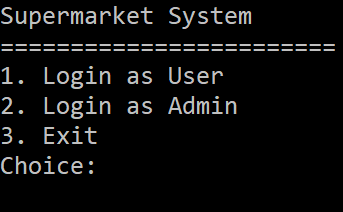 Supermarket System
========================
1. Login as User
2. Login as Admin
3. Exit
Choice: